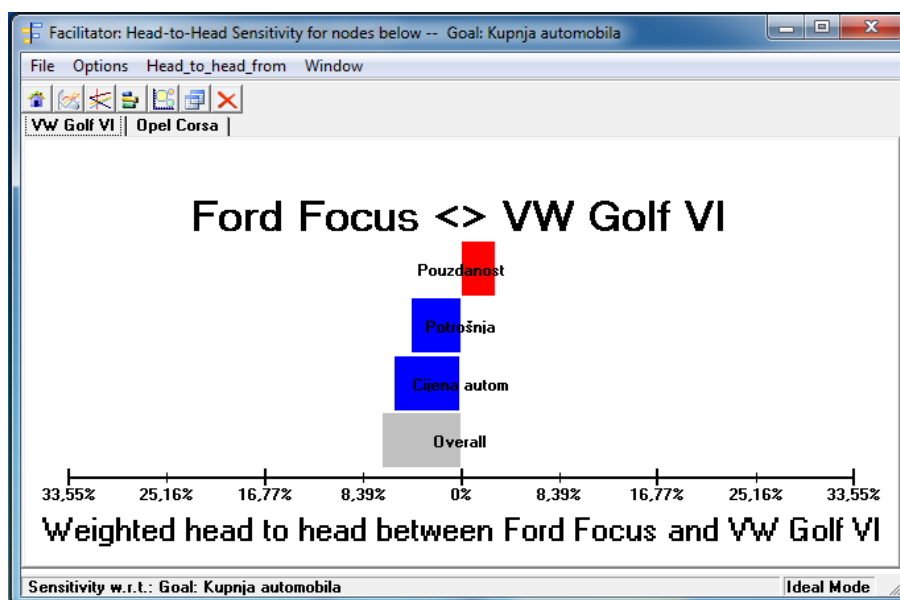 Facilitator: Head-to-Head Sensitivity for nodes below -- Goal: Kupnja automobila
File Options Head_to_head_from Window
VW Golf VI Opel Corsa
Ford Focus <> VW Golf VI
Pouzdanost
Potrošnja
Cijena autom
Overall
33,55% 25,16% 16,77% 8,39% 0% 8,39% 16,77% 25,16% 33,55%
Weighted head to head between Ford Focus and VW Golf VI
Sensitivity w.r.t.: Goal: Kupnja automobila Ideal Mode